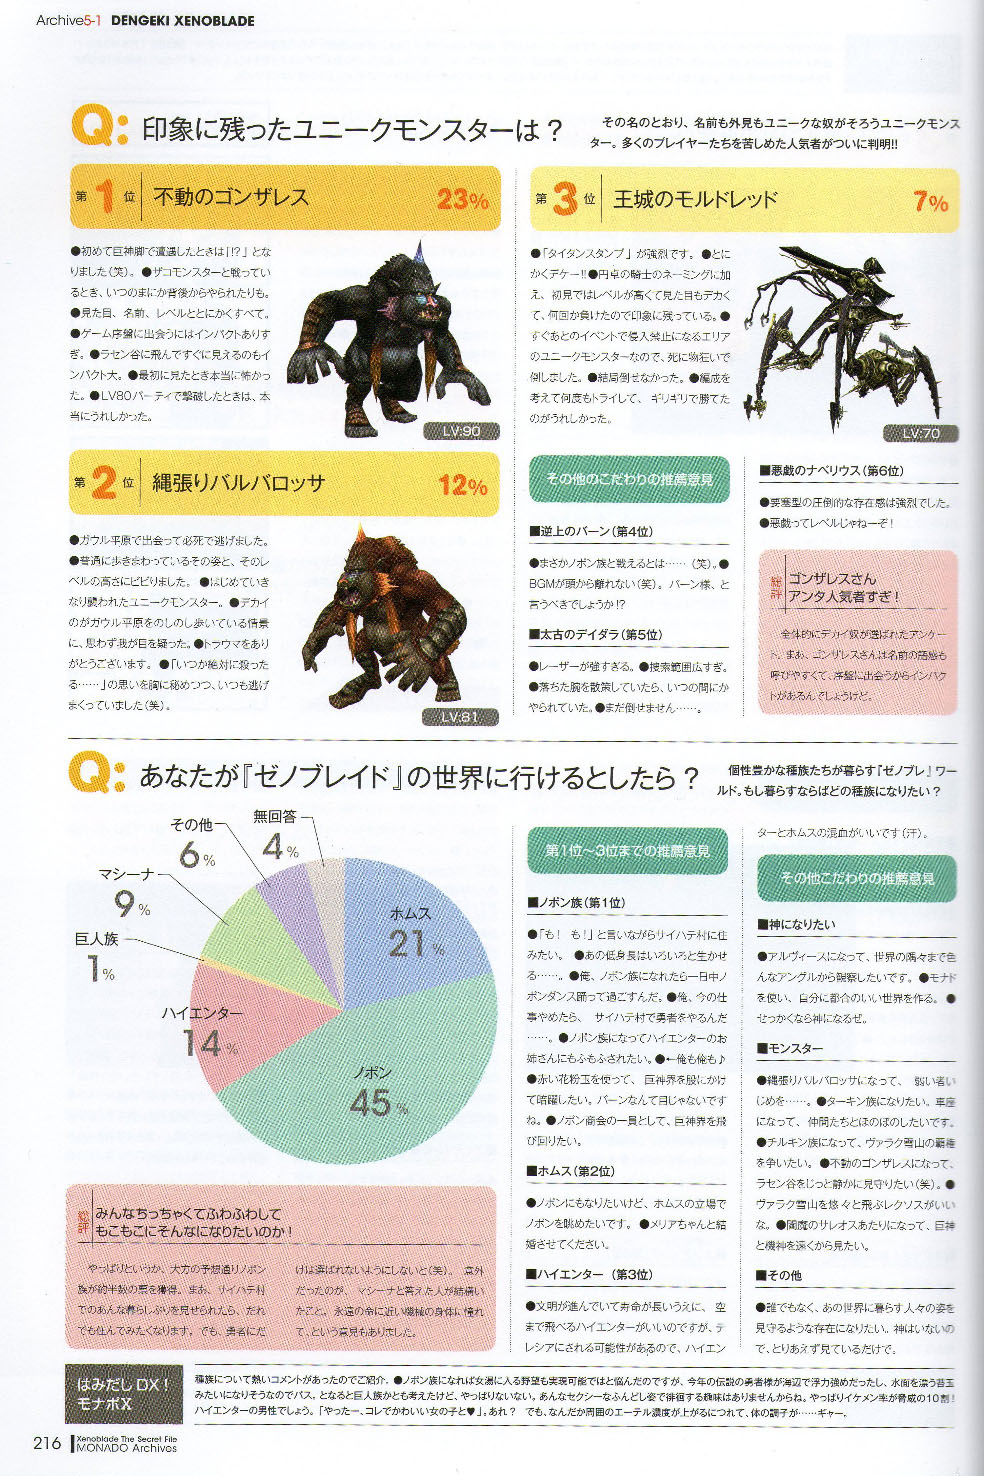 Archive5-1 DENGEKI XENOBLADE
Q: 印象に残ったユニークモンスターは？
その名のとおり、名前も外見もユニークな奴がそろうユニークモンス
ター。多くのプレイヤーたちを苦しめた人気者がついに判明!!
第1位 不動のゴンザレス 23%
●初めて巨神脚で遭遇したときは「!?」とな
りました（笑）。●ザコモンスターと戦ってい
るとき、いつのまにか背後からやられたりも。
●見た目、名前、レベルととにかくすべて。
●ゲーム序盤に出会うにはインパクトありす
ぎ。●ラセン谷に飛んですぐに見えるのもイ
ンパクト大。●最初に見たとき本当に怖かっ
た。●LV80パーティで撃破したときは、本
当にうれしかった。
LV:90
第2位 縄張りバルバロッサ 12%
●ガウル平原で出会って必死で逃げました。
●普通に歩きまわっているその姿と、そのレ
ベルの高さにビビりました。●はじめていき
なり襲われたユニークモンスター。●デカイ
のがガウル平原をのしのし歩いている情景
に、思わず我が目を疑った。●トラウマをあり
がとうございます。●「いつか絶対に殺った
る……」の思いを胸に秘めつつ、いつも逃げ
まくっていました（笑）。
LV:81
第3位 王城のモルドレッド 7%
●「タイタンスタンプ」が強烈です。●とに
かくデケー!!●円卓の騎士のネーミングに加
え、初見ではレベルが高くて見た目もデカく
て、何回か負けたので印象に残っている。●
すぐあとのイベントで侵入禁止になるエリア
のユニークモンスターなので、死に物狂いで
倒しました。●結局倒せなかった。●編成を
考えて何度もトライして、ギリギリで勝てた
のがうれしかった。
LV:70
その他のこだわりの推薦意見
■逆上のバーン（第4位）
●まさかノポン族と戦えるとは……（笑）。●
BGMが頭から離れない（笑）。バーン様、と
言うべきでしょうか!?
■太古のデイダラ（第5位）
●レーザーが強すぎる。●捜索範囲広すぎ。
●落ちた腕を散策していたら、いつの間にか
やられていた。●まだ倒せません……。
■悪戯のナベリウス（第6位）
●要塞型の圧倒的な存在感は強烈でした。
●悪戯ってレベルじゃねーぞ！
総評 ゴンザレスさん
アンタ人気者すぎ！
全体的にデカイ奴が選ばれたアンケー
ト。まあ、ゴンザレスさんは名前の語感も
呼びやすくて、序盤に出会うからインパク
トがあるんでしょうけど。
Q: あなたが『ゼノブレイド』の世界に行けるとしたら？
個性豊かな種族たちが暮らす『ゼノブレ』ワー
ルド。もし暮らすならばどの種族になりたい？
無回答
4%
その他
6%
マシーナ
9%
巨人族
1%
ハイエンター
14%
ホムス
21%
ノポン
45%
総評 みんなちっちゃくてふわふわして
もこもこにそんなになりたいのか！
やっぱりというか、大方の予想通りノポン
族が約半数の票を獲得。まあ、サイハテ村
でのあんな暮らしぶりを見せられたら、だれ
でも住んでみたくなります。でも、勇者にだ
けは選ばれないようにしないと（笑）。意外
だったのが、マシーナと答えた人が結構い
たこと。永遠の命に近い機械の身体に憧れ
て、という意見もありました。
第1位～3位までの推薦意見
■ノポン族（第1位）
●「も！ も！」と言いながらサイハテ村に住
みたい。●あの低身長はいろいろと生かせ
る……。●俺、ノポン族になれたら一日中ノ
ポンダンス踊って過ごすんだ。●俺、今の仕
事やめたら、サイハテ村で勇者をやるんだ
……。●ノポン族になってハイエンターのお
姉さんにもふもふされたい。●←俺も俺も♪
●赤い花粉玉を使って、巨神界を股にかけ
て暗躍したい。バーンなんて目じゃないです
ね。●ノポン商会の一員として、巨神界を飛
び回りたい。
■ホムス（第2位）
●ノポンにもなりたいけど、ホムスの立場で
ノポンを眺めたいです。●メリアちゃんと結
婚させてください。
■ハイエンター（第3位）
●文明が進んでいて寿命が長いうえに、空
まで飛べるハイエンターがいいのですが、テ
レシアにされる可能性があるので、ハイエン
ターとホムスの混血がいいです（汗）。
その他こだわりの推薦意見
■神になりたい
●アルヴィースになって、世界の隅々まで色
んなアングルから観察したいです。●モナド
を使い、自分に都合のいい世界を作る。●
せっかくなら神になるぜ。
■モンスター
●縄張りバルバロッサになって、弱い者い
じめを……。●ターキン族になりたい。車座
になって、仲間たちとほのぼのしたいです。
●チルキン族になって、ヴァラク雪山の覇権
を争いたい。●不動のゴンザレスになって、
ラセン谷をじっと静かに見守りたい（笑）。●
ヴァラク雪山を悠々と飛ぶレクソスがいい
な。●閻魔のサレオスあたりになって、巨神
と機神を遠くから見たい。
■その他
●誰でもなく、あの世界に暮らす人々の姿を
見守るような存在になりたい。神はいないの
で、とりあえず見ているだけで。
はみだしDX！
モナポX
種族について熱いコメントがあったのでご紹介。●ノポン族になれば女湯に入る野望も実現可能ではと悩んだのですが、今年の伝説の勇者様が海辺で浮力強めだったし、水面を漂う苔玉
みたいになりそうなのでパス。となると巨人族かとも考えたけど、やっぱりないない。あんなセクシーなふんどし姿で徘徊する趣味はありませんからね。やっぱりイケメン率が脅威の10割！
ハイエンターの男性でしょう。「やったー、コレでかわいい女の子と♥」。あれ？ でも、なんだか周囲のエーテル濃度が上がるにつれて、体の調子が……ギャー。
216 Xenoblade The Secret File
MONADO Archives